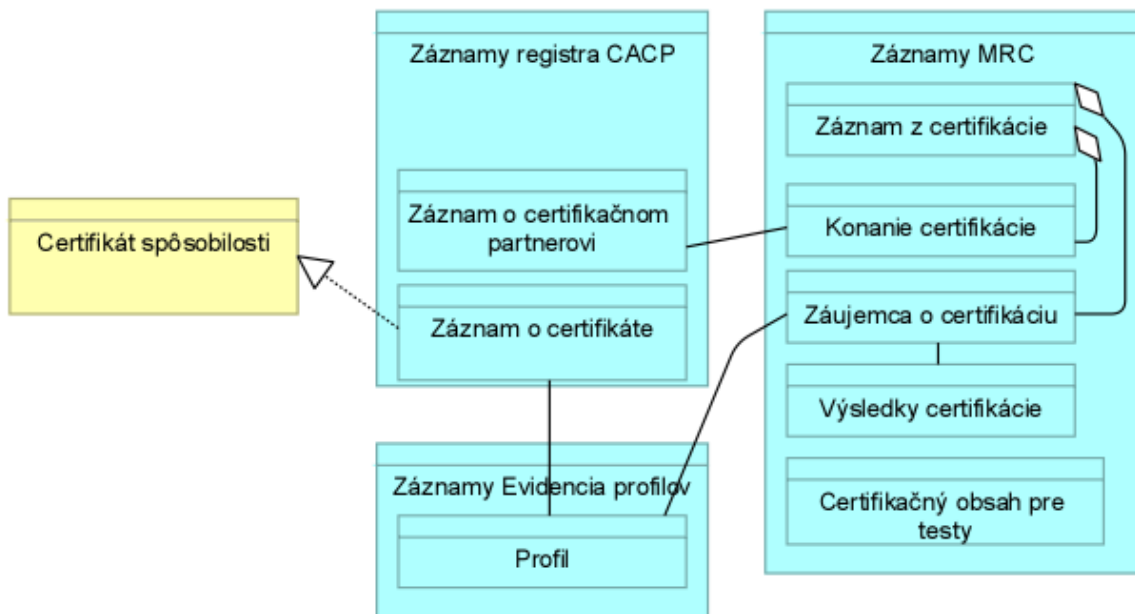 Záznamy registra CACP
Záznamy MRC
Záznam z certifikácie
Záznam o certifikačnom
partnerovi
Konanie certifikácie
Certifikát spôsobilosti
Záznam o certifikáte
Záujemca o certifikáciu
Výsledky certifikácie
Záznamy Evidencia profilov
Profil
Certifikačný obsah pre
testy